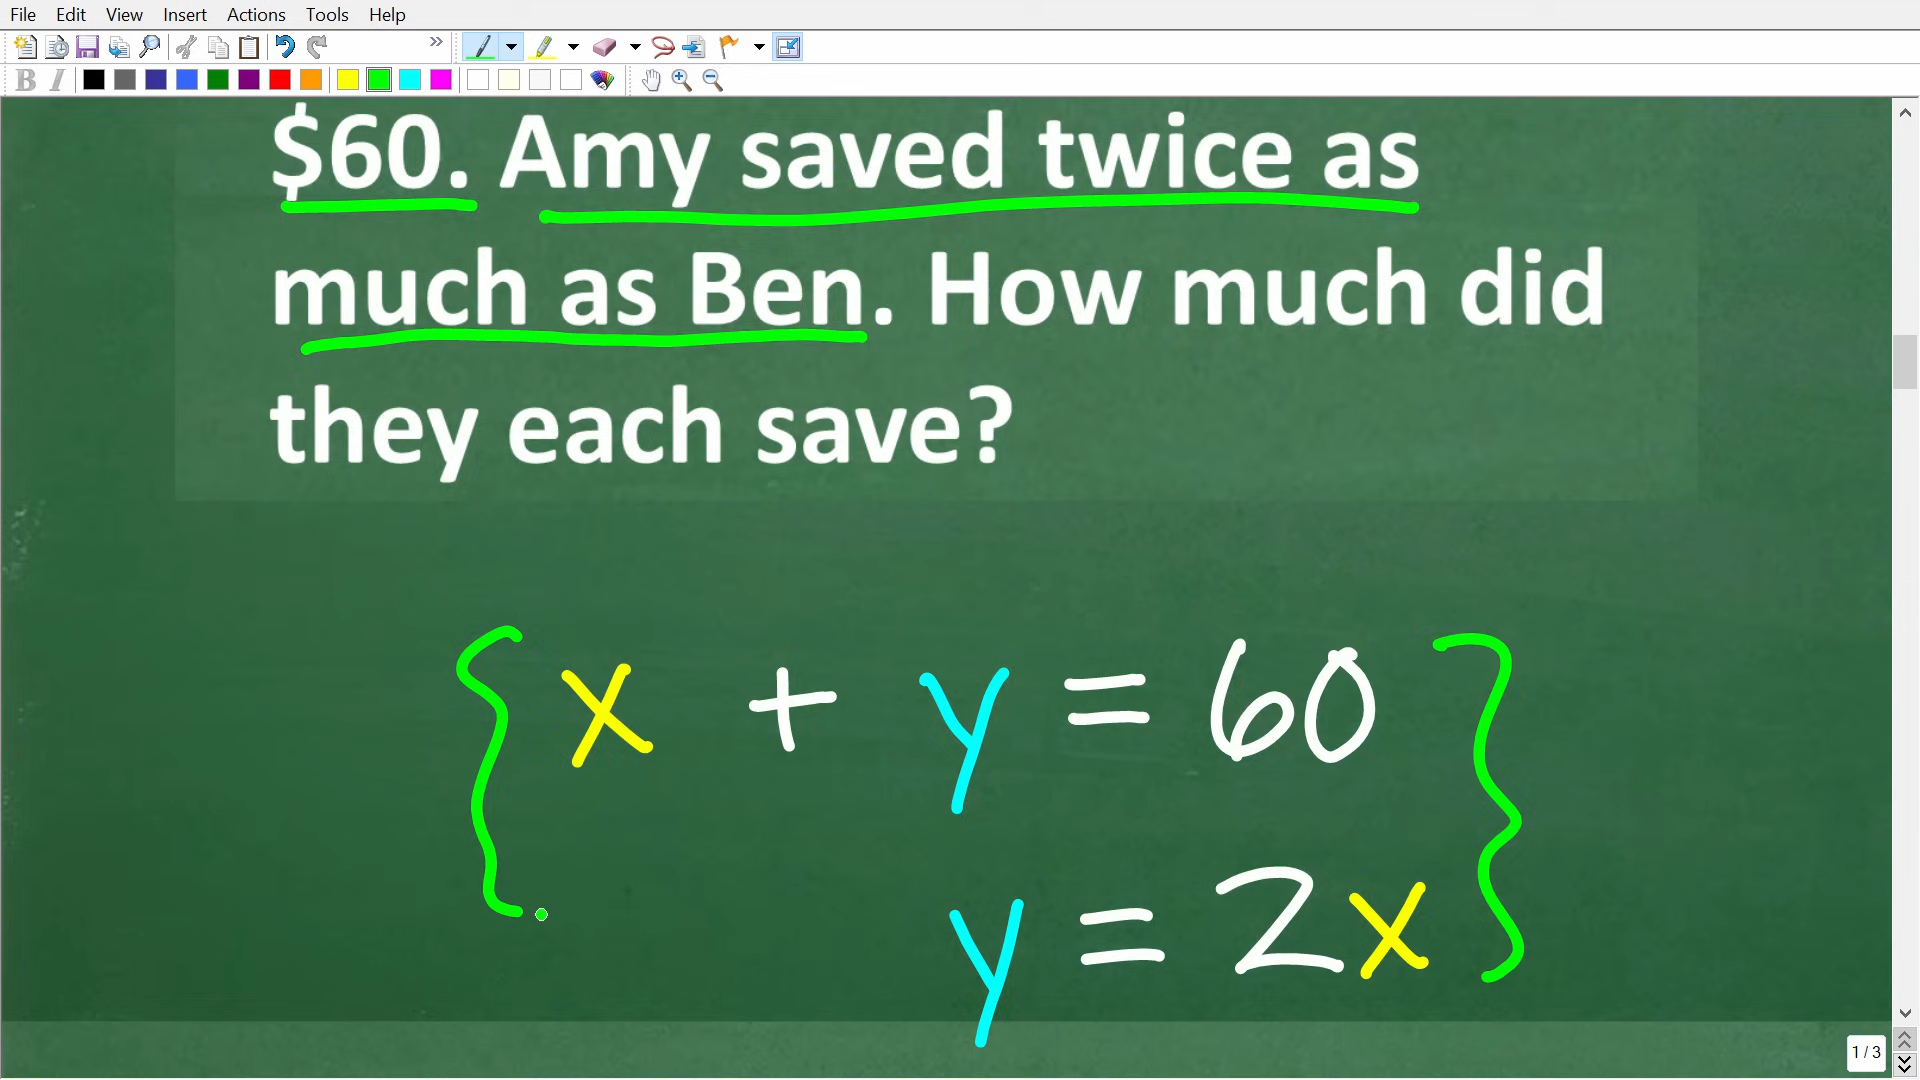 File Edit View Insert Actions Tools Help
B I
$60. Amy saved twice as
much as Ben. How much did
they each save?
x + y = 60
y = 2x
1 / 3